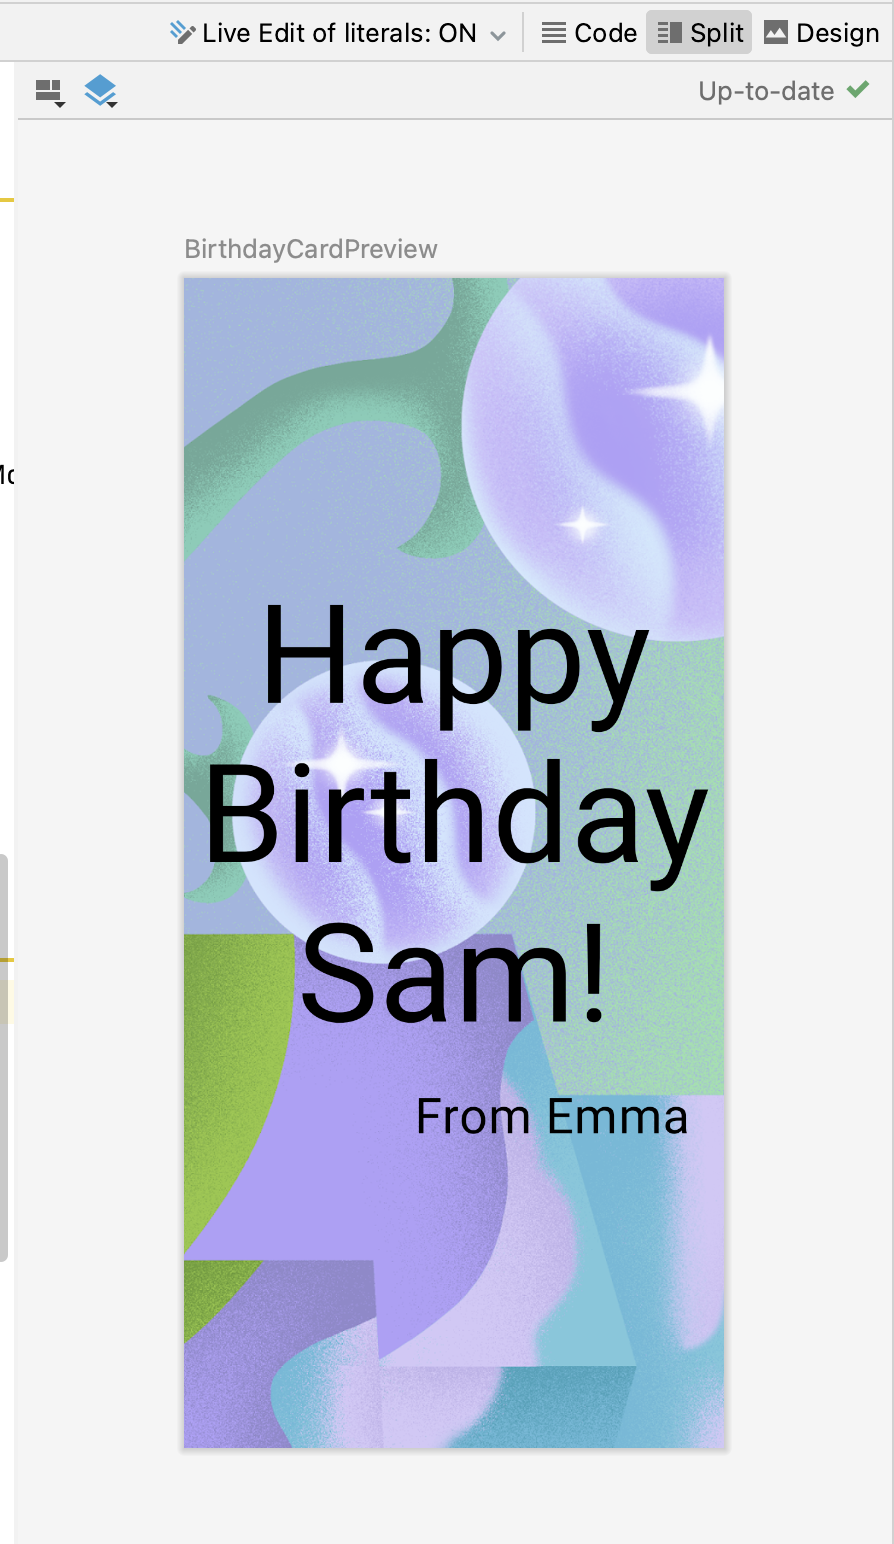 Live Edit of literals: ON Code Split Design
Up-to-date
BirthdayCardPreview
Happy
Birthday
Sam!
From Emma